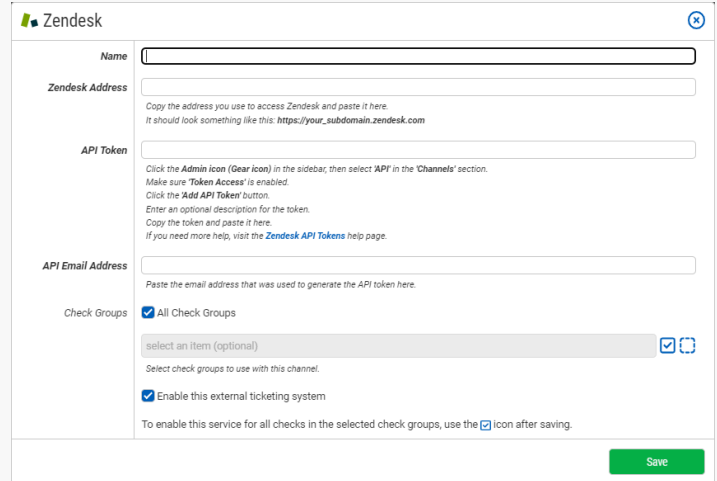 Zendesk
Name
Zendesk Address
Copy the address you use to access Zendesk and paste it here.
It should look something like this: https://your_subdomain.zendesk.com
API Token
Click the Admin icon (Gear icon) in the sidebar, then select 'API' in the 'Channels' section.
Make sure 'Token Access' is enabled.
Click the 'Add API Token' button.
Enter an optional description for the token.
Copy the token and paste it here.
If you need more help, visit the Zendesk API Tokens help page.
API Email Address
Paste the email address that was used to generate the API token here.
Check Groups
All Check Groups
select an item (optional)
Select check groups to use with this channel.
Enable this external ticketing system
To enable this service for all checks in the selected check groups, use the icon after saving.
Save